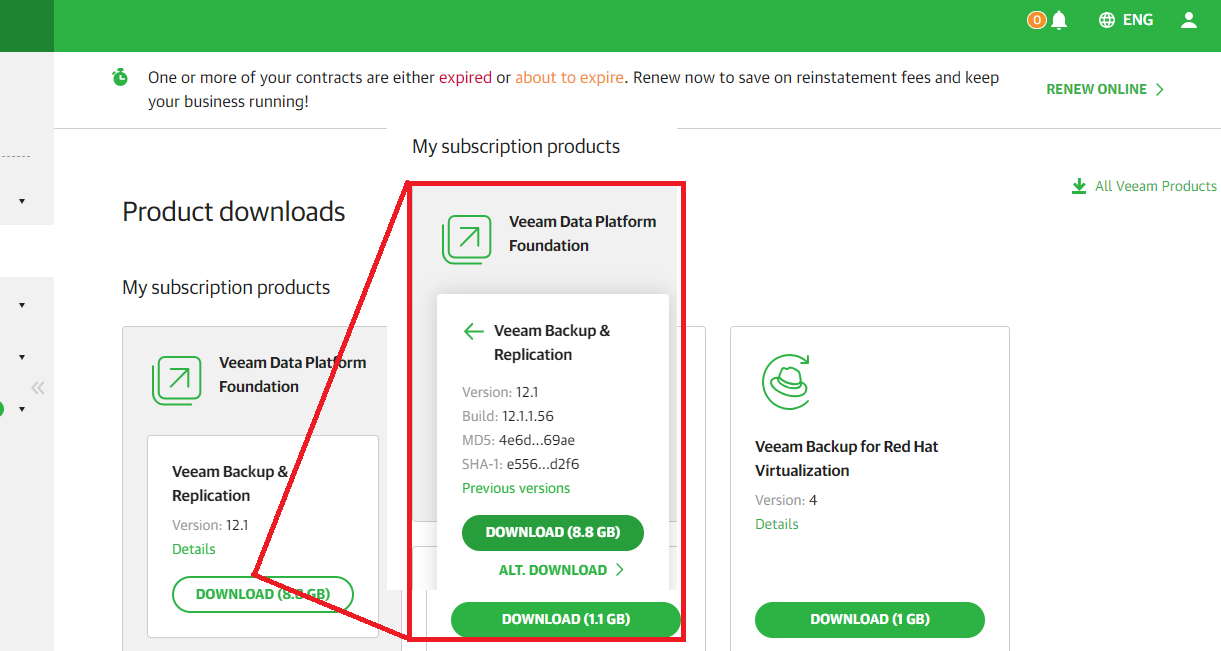 0
ENG
One or more of your contracts are either expired or about to expire. Renew now to save on reinstatement fees and keep
your business running!
RENEW ONLINE
My subscription products
All Veeam Products
Product downloads
My subscription products
Veeam Data Platform
Foundation
Veeam Backup &
Replication
Version: 12.1
Details
DOWNLOAD (8.8 GB)
Veeam Data Platform
Foundation
Veeam Backup &
Replication
Version: 12.1
Build: 12.1.1.56
MD5: 4e6d...69ae
SHA-1: e556...d2f6
Previous versions
DOWNLOAD (8.8 GB)
ALT. DOWNLOAD
DOWNLOAD (1.1 GB)
Veeam Backup for Red Hat
Virtualization
Version: 4
Details
DOWNLOAD (1 GB)